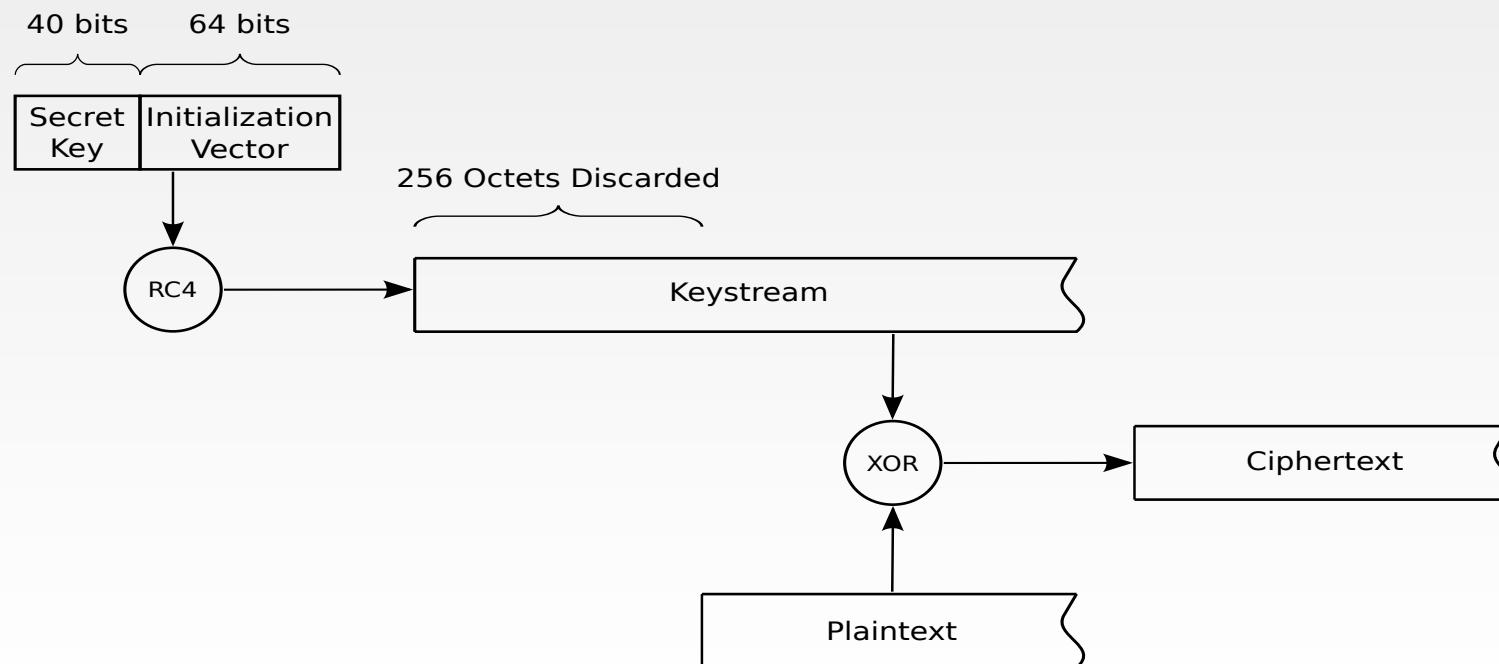 40 bits
64 bits
Secret
Key
Initialization
Vector
256 Octets Discarded
RC4
Keystream
XOR
Ciphertext
Plaintext